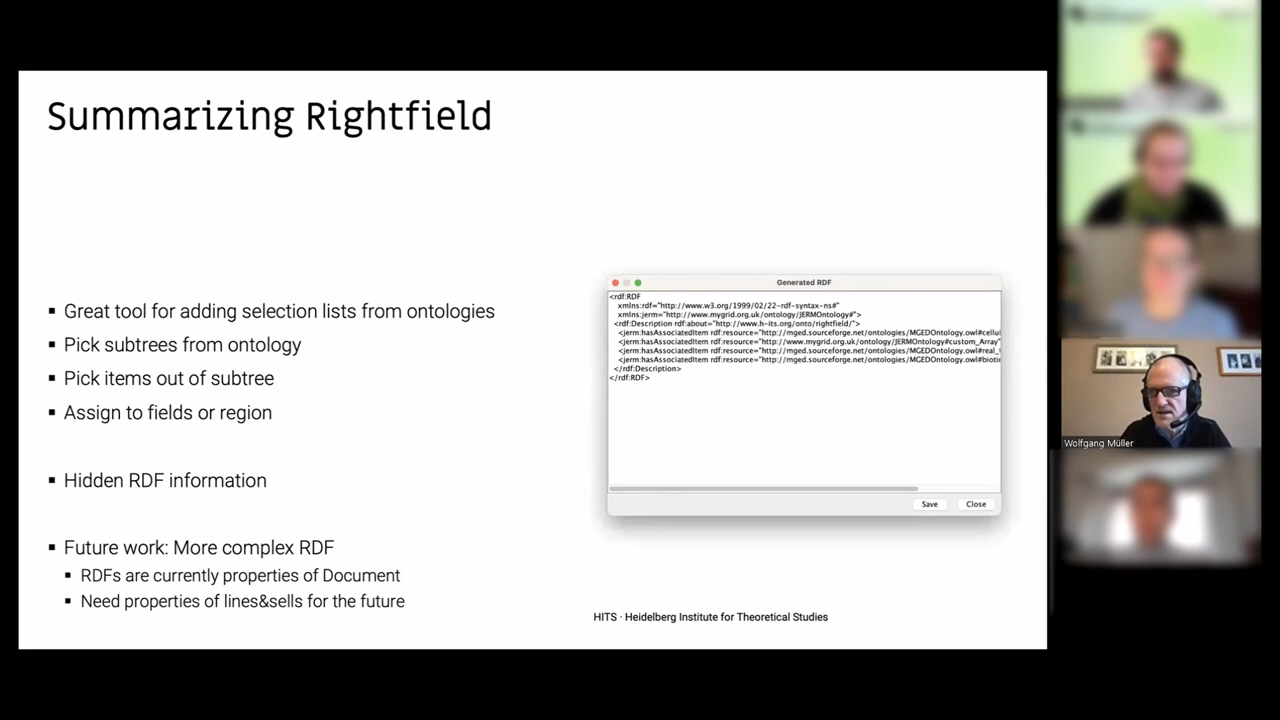 Summarizing Rightfield
▪ Great tool for adding selection lists from ontologies
▪ Pick subtrees from ontology
▪ Pick items out of subtree
▪ Assign to fields or region
▪ Hidden RDF information
▪ Future work: More complex RDF
▪ RDFs are currently properties of Document
▪ Need properties of lines&sells for the future
Generated RDF
<rdf:RDF
xmlns:rdf="http://www.w3.org/1999/02/22-rdf-syntax-ns#"
xmlns:jerm="http://www.mygrid.org.uk/ontology/JERMOntology#">
<rdf:Description rdf:about="http://www.h-its.org/onto/rightfield/">
<jerm:hasAssociatedItem rdf:resource="http://mged.sourceforge.net/ontologies/MGEDOntology.owl#cellul
<jerm:hasAssociatedItem rdf:resource="http://www.mygrid.org.uk/ontology/JERMOntology#custom_Array"
<jerm:hasAssociatedItem rdf:resource="http://mged.sourceforge.net/ontologies/MGEDOntology.owl#real_t
<jerm:hasAssociatedItem rdf:resource="http://mged.sourceforge.net/ontologies/MGEDOntology.owl#biotin
</rdf:Description>
</rdf:RDF>
Save Close
HITS · Heidelberg Institute for Theoretical Studies
Wolfgang Müller